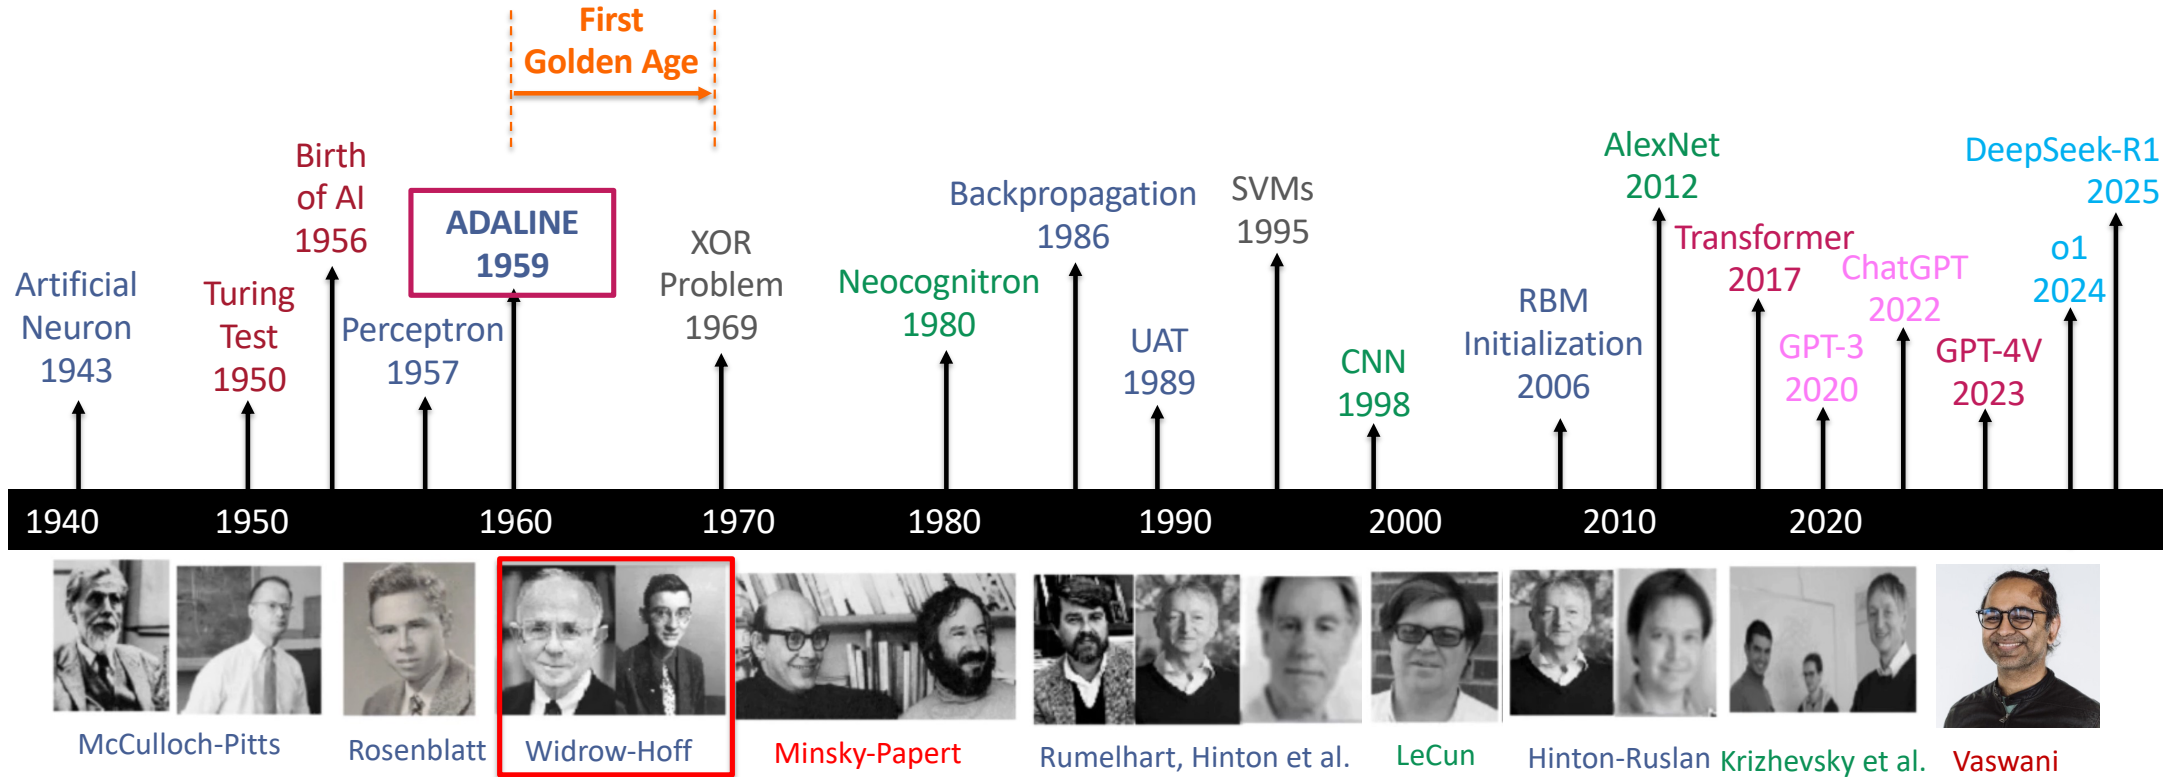 First
Golden Age
Artificial
Neuron
1943
Turing
Test
1950
Birth
of AI
1956
Perceptron
1957
ADALINE
1959
XOR
Problem
1969
Neocognitron
1980
Backpropagation
1986
UAT
1989
SVMs
1995
CNN
1998
RBM
Initialization
2006
AlexNet
2012
Transformer
2017
GPT-3
2020
ChatGPT
2022
GPT-4V
2023
o1
2024
DeepSeek-R1
2025
1940 1950 1960 1970 1980 1990 2000 2010 2020
McCulloch-Pitts
Rosenblatt
Widrow-Hoff
Minsky-Papert
Rumelhart, Hinton et al.
LeCun
Hinton-Ruslan
Krizhevsky et al.
Vaswani